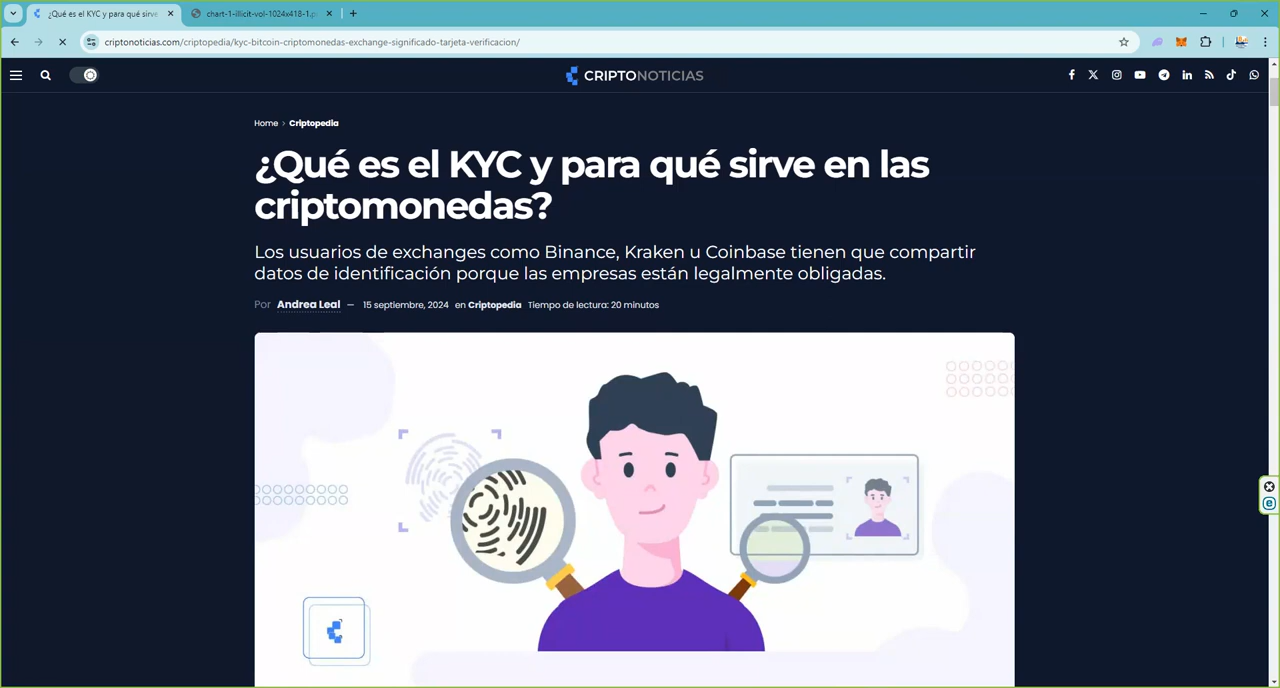 ¿Qué es el KYC y para qué sirve
chart-1-illicit-vol-1024x418-1.p
criptonoticias.com/criptopedia/kyc-bitcoin-criptomonedas-exchange-significado-tarjeta-verificacion/
CRIPTONOTICIAS
Home > Criptopedia
¿Qué es el KYC y para qué sirve en las
criptomonedas?
Los usuarios de exchanges como Binance, Kraken u Coinbase tienen que compartir
datos de identificación porque las empresas están legalmente obligadas.
Por Andrea Leal — 15 septiembre, 2024 en Criptopedia Tiempo de lectura: 20 minutos